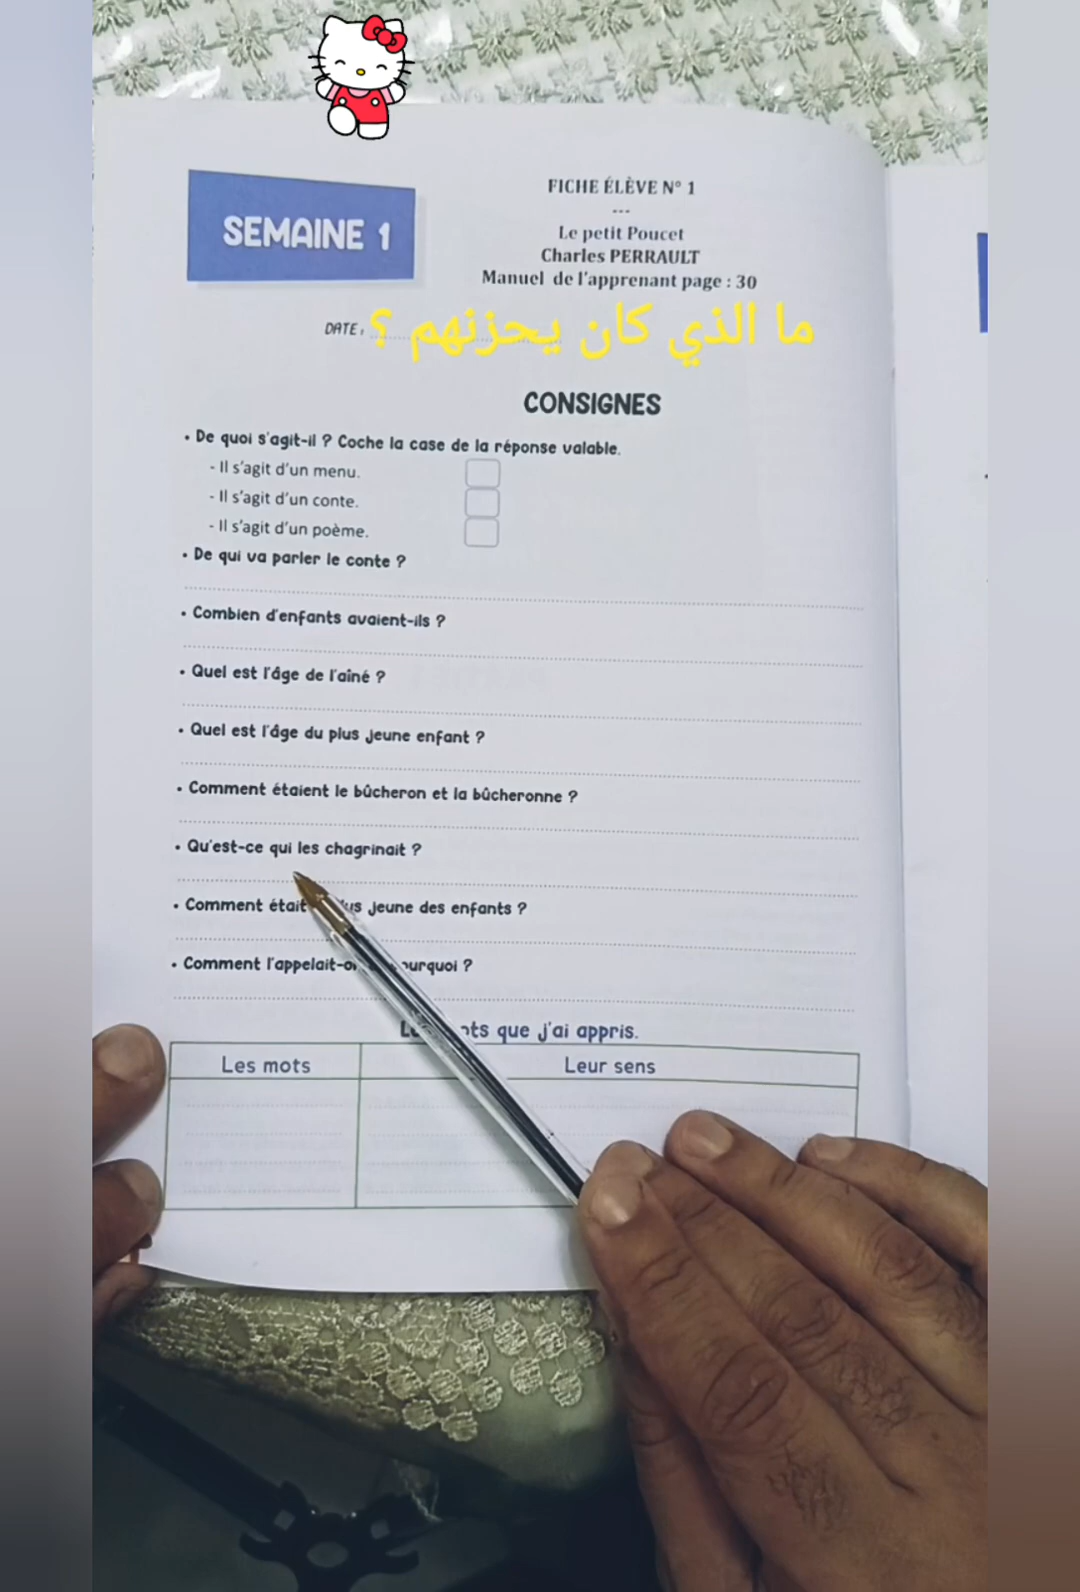 SEMAINE 1
FICHE ÉLÈVE N° 1
---
Le petit Poucet
Charles PERRAULT
Manuel de l'apprenant page : 30
DATE :
ما الذي كان يحزنهم ؟
CONSIGNES
• De quoi s'agit-il ? Coche la case de la réponse valable.
- Il s'agit d'un menu.
- Il s'agit d'un conte.
- Il s'agit d'un poème.
• De qui va parler le conte ?
• Combien d'enfants avaient-ils ?
• Quel est l'âge de l'aîné ?
• Quel est l'âge du plus jeune enfant ?
• Comment étaient le bûcheron et la bûcheronne ?
• Qu'est-ce qui les chagrinait ?
• Comment était jeune des enfants ?
• Comment l'appelait-on ?
Les mots que j'ai appris.
Les mots
Leur sens